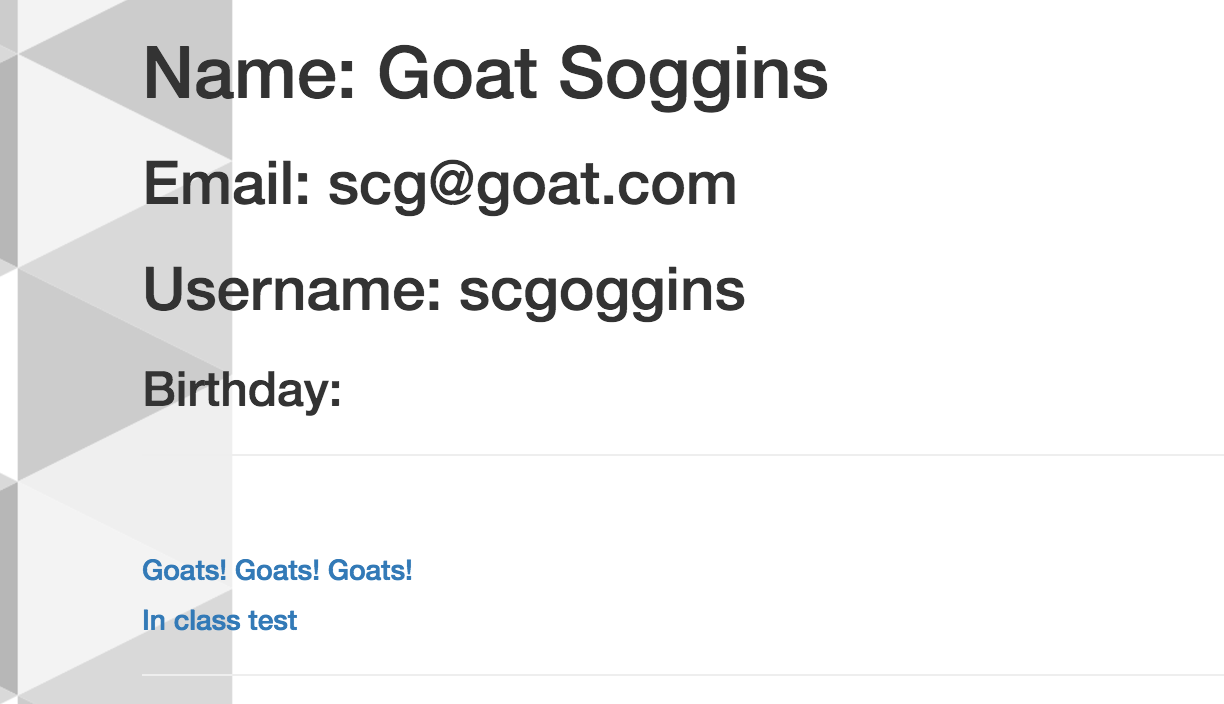 Name: Goat Soggins
Email: scg@goat.com
Username: scgoggins
Birthday:
Goats! Goats! Goats!
In class test